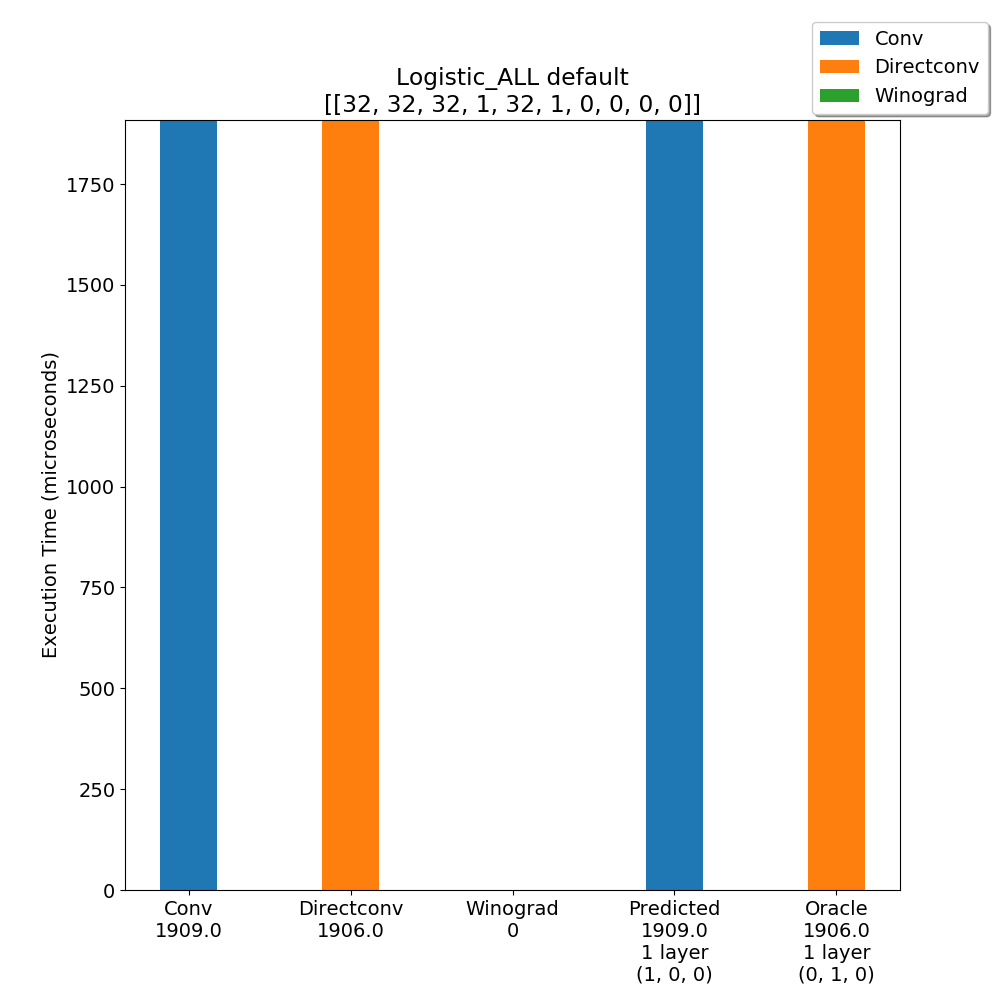 Conv
Directconv
Winograd
Logistic_ALL default
[[32, 32, 32, 1, 32, 1, 0, 0, 0, 0]]
Execution Time (microseconds)
1750
1500
1250
1000
750
500
250
0
Conv Directconv Winograd Predicted Oracle
1909.0 1906.0 0 1909.0 1906.0
1 layer 1 layer
(1, 0, 0) (0, 1, 0)